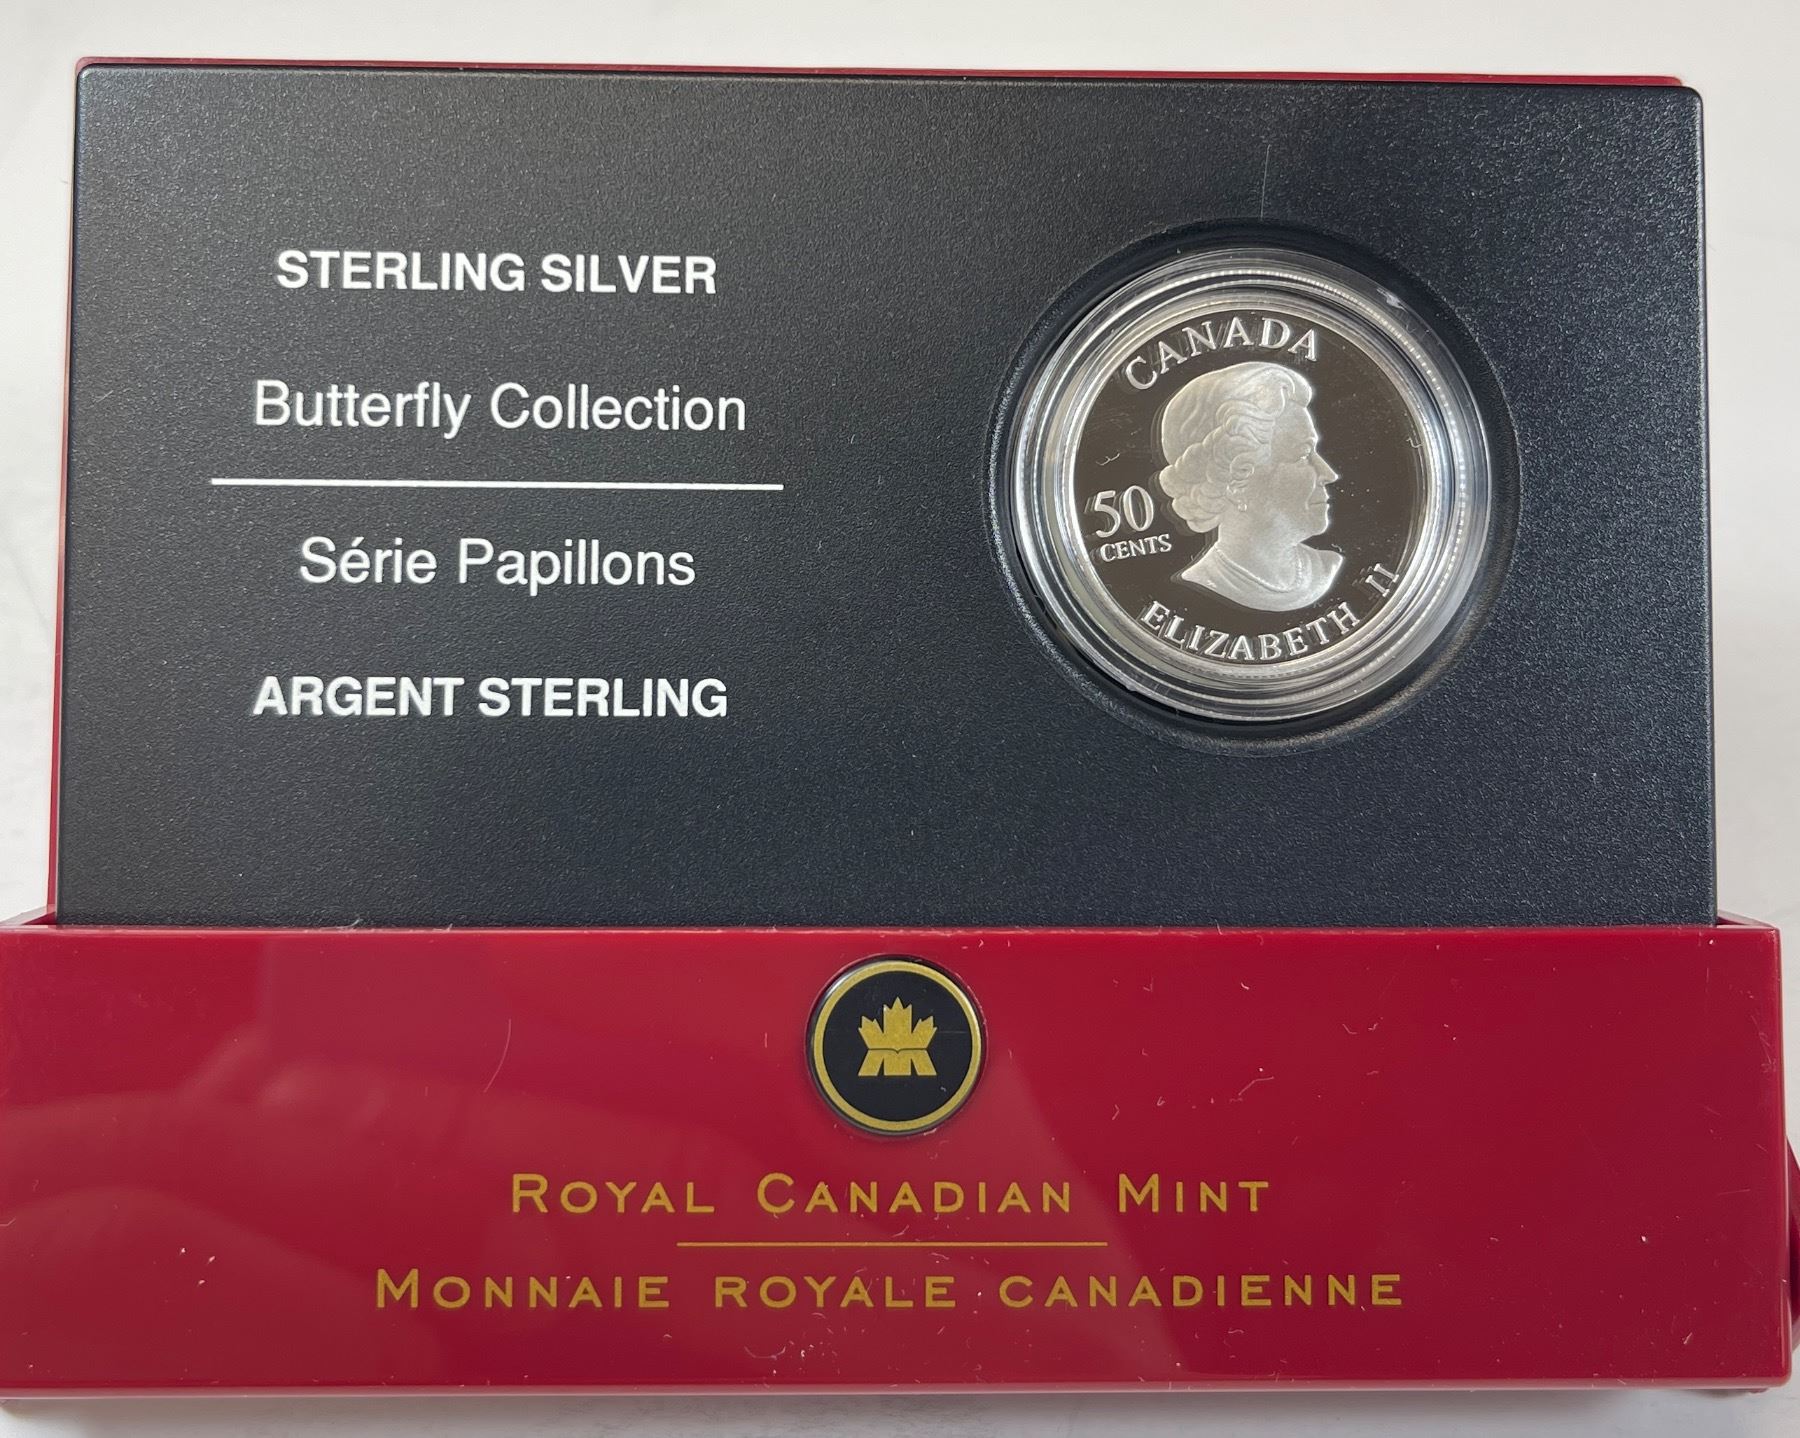 STERLING SILVER
Butterfly Collection
Série Papillons
ARGENT STERLING
CANADA
50
CENTS
ELIZABETH II
ROYAL CANADIAN MINT
MONNAIE ROYALE CANADIENNE